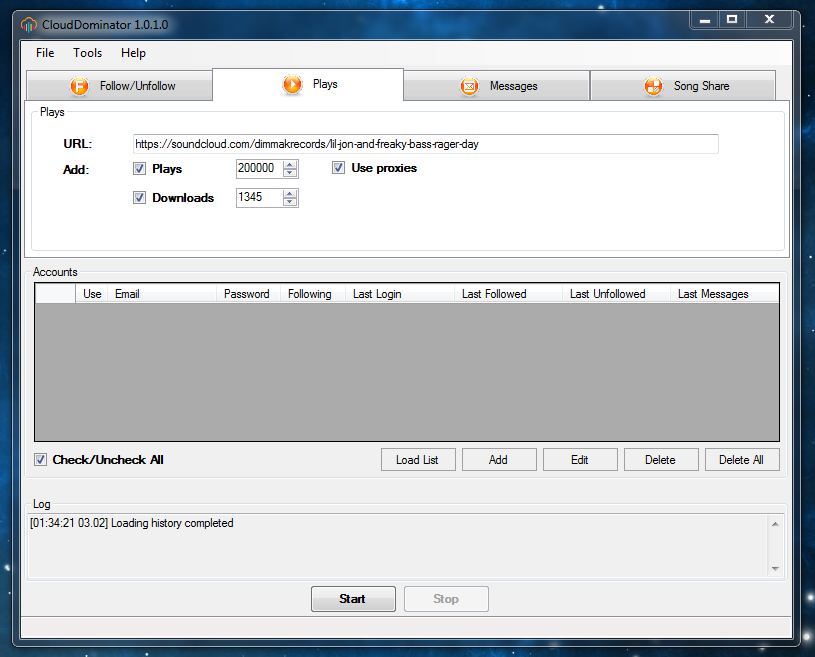 CloudDominator 1.0.1.0
File Tools Help
Follow/Unfollow Plays Messages Song Share
Plays
URL: https://soundcloud.com/dimmakrecords/lil-jon-and-freaky-bass-rager-day
Add: Plays 200000 Use proxies
Downloads 1345
Accounts
Use Email Password Following Last Login Last Followed Last Unfollowed Last Messages
Check/Uncheck All Load List Add Edit Delete Delete All
Log
[01:34:21 03.02] Loading history completed
Start Stop